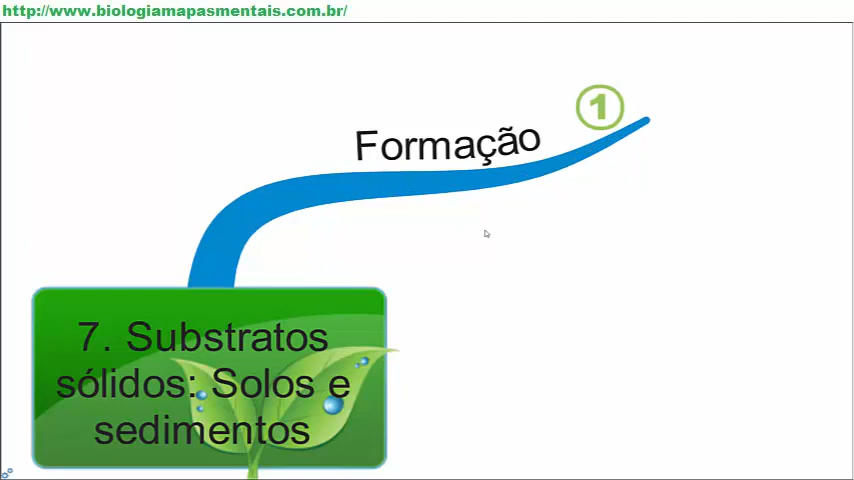 http://www.biologiamapasmentais.com.br/
1
Formação
7. Substratos
sólidos: Solos e
sedimentos